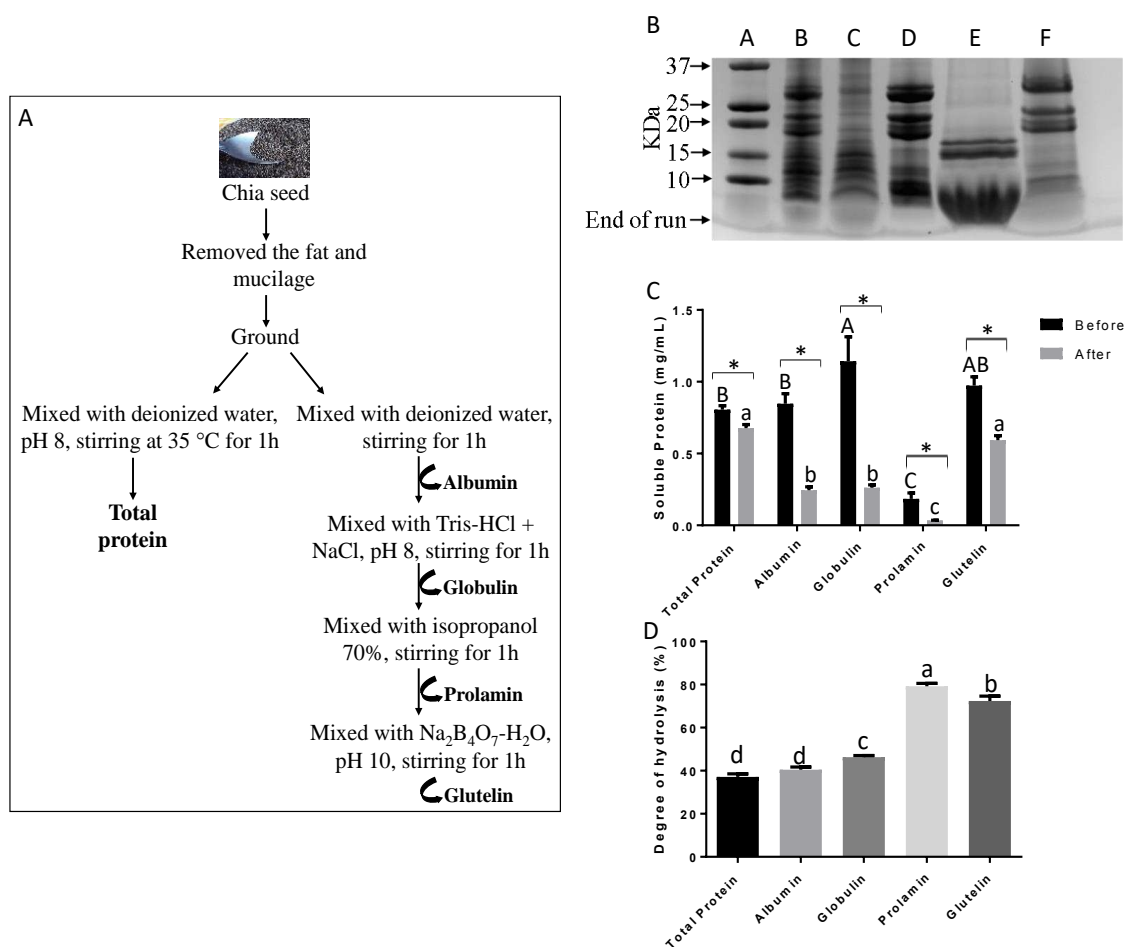 A
Chia seed
Removed the fat and
mucilage
Ground
Mixed with deionized water,
pH 8, stirring at 35 °C for 1h
Total
protein
Mixed with deionized water,
stirring for 1h
Albumin
Mixed with Tris-HCl +
NaCl, pH 8, stirring for 1h
Globulin
Mixed with isopropanol
70%, stirring for 1h
Prolamin
Mixed with Na₂B₄O₇-H₂O,
pH 10, stirring for 1h
Glutelin
B
A B C D E F
KDa
37
25
20
15
10
End of run
C
Soluble Protein (mg/mL)
1.5
1.0
0.5
0.0
B * a
B * b
A * b
C * c
AB * a
Before
After
Total Protein
Albumin
Globulin
Prolamin
Glutelin
D
Degree of hydrolysis (%)
100
80
60
40
20
0
d d c a b
Total Protein
Albumin
Globulin
Prolamin
Glutelin